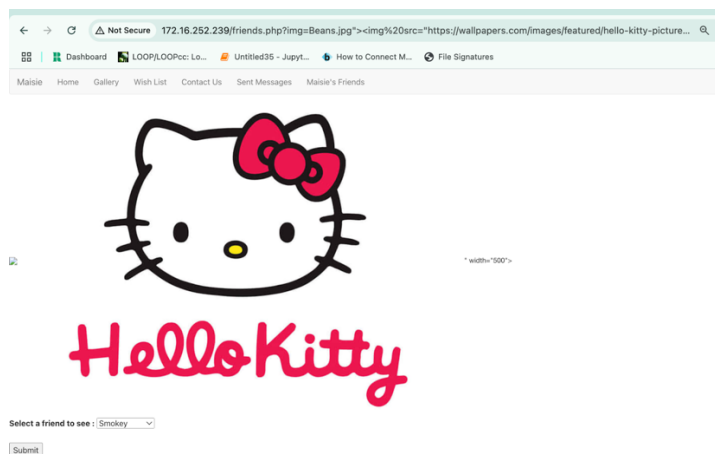 Not Secure 172.16.252.239/friends.php?img=Beans.jpg"><img%20src="https://wallpapers.com/images/featured/hello-kitty-picture...
Dashboard LOOP/LOOPcc: Lo... Untitled35 - Jupyt... How to Connect M... File Signatures
Maisie Home Gallery Wish List Contact Us Sent Messages Maisie's Friends
" width="500">
Hello Kitty
Select a friend to see : Smokey
Submit